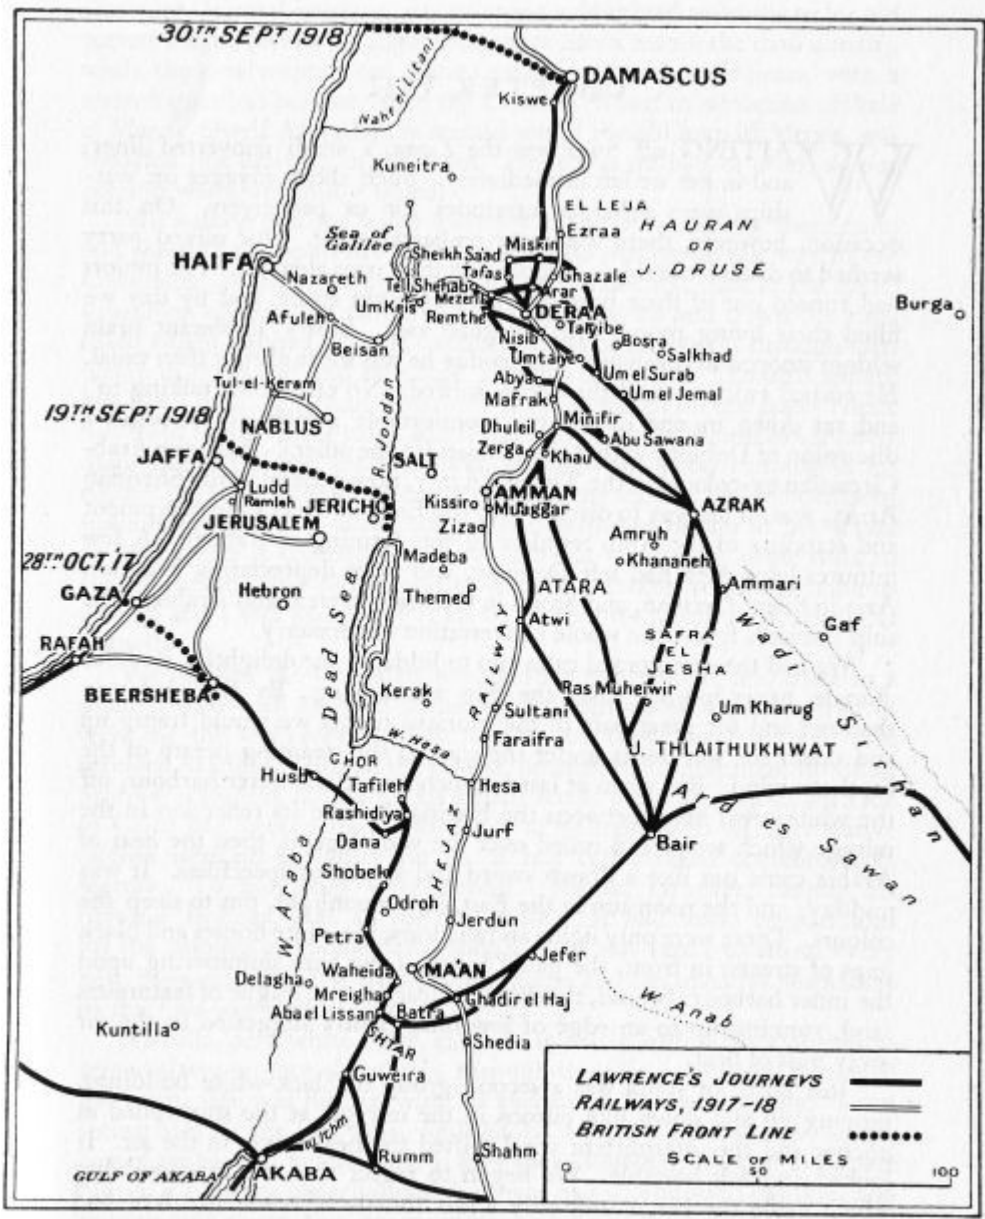 30TH SEPT 1918
DAMASCUS
Kiswe
Nahr el Litani
Kuneitra
EL LEJA
HAURAN
OR
J. DRUSE
Ezraa
Sea of
Galilee
Miskin
Sheikh Saad
HAIFA
Tafas
Ghazale
Nazareth
Tell Shehab
Arar
Mezerib
Um Keis
Remthe
DERAA
Burga
Afuleh
Taiyibe
Nisib
Bosra
Beisan
Umtaiye
Salkhad
Um el Surab
Tul-el-Keram
Abya
Um el Jemal
Mafrak
19TH SEPT 1918
NABLUS
Minifir
Dhuleil
Abu Sawana
JAFFA
R. Jordan
SALT
Zerga
Khau
Ludd
Ramleh
JERICHO
Kissir
AMMAN
Muaggar
AZRAK
JERUSALEM
Ziza
Amruh
28TH OCT, 17
Madeba
Khananeh
Ammari
GAZA
Hebron
Themed
ATARA
Wadi Sirhan
Gaf
Atwi
RAFAH
Dead Sea
SAFRA
EL
JESHA
BEERSHEBA
Kerak
Ras Muheiwir
RAILWAY
Sultani
Um Kharug
W. Hesa
Faraifra
J. THLAITHUKHWAT
GHOR
Husb
Tafileh
Hesa
Rashidiya
Ard es Sawan
Dana
Jurf
Bair
HEJAZ
Shobek
W. Araba
Odroh
Jerdun
Petra
Jefer
Waheida
MA'AN
Delagha
Mreigha
Ghadir el Haj
Aba el Lissan
Batra
W. Anab
Kuntilla
SHTAR
Shedia
Guweira
W. Ithm
AKABA
Rumm
Shahm
GULF OF AKABA
LAWRENCE'S JOURNEYS
RAILWAYS, 1917-18
BRITISH FRONT LINE
SCALE OF MILES
0 50 100